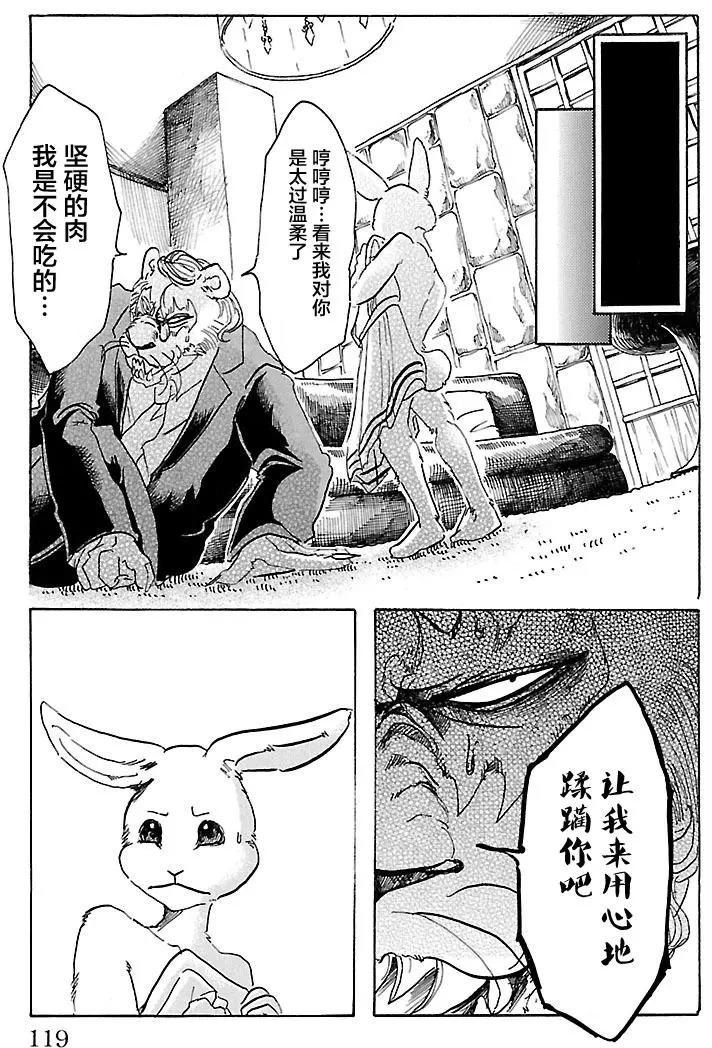 哼哼哼…看来我对你
是太过温柔了
坚硬的肉
我是不会吃的…
让我来用心地
蹂躏你吧
119